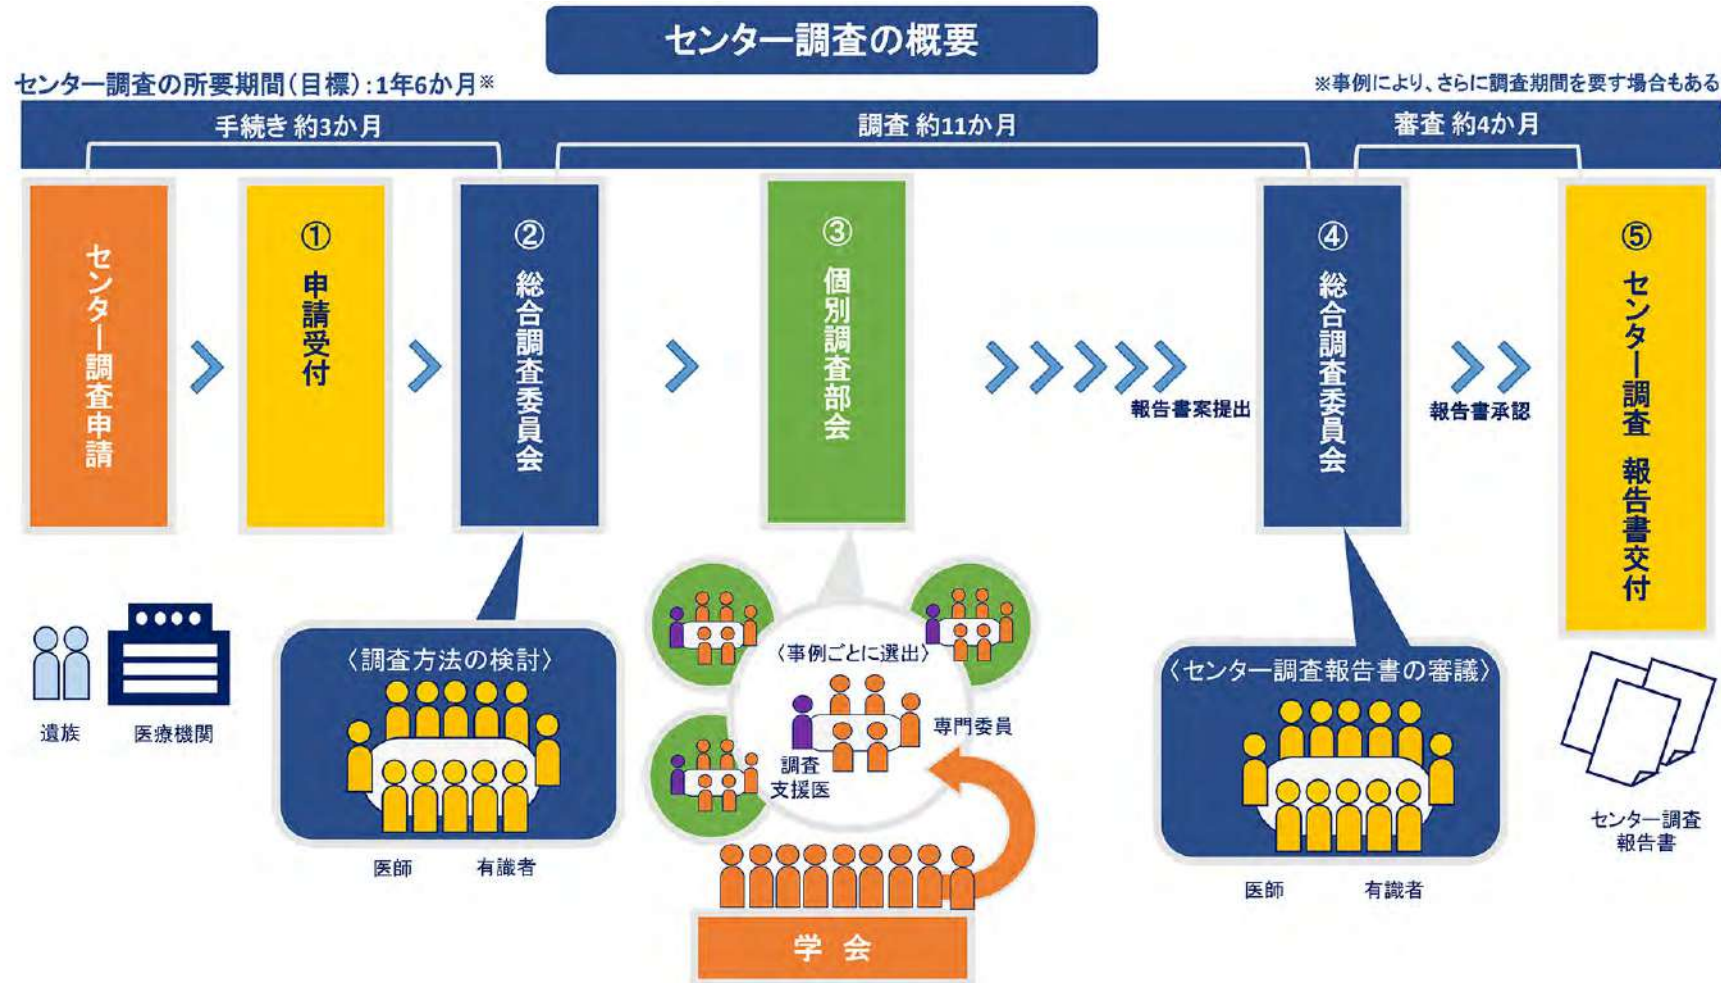 センター調査の概要
センター調査の所要期間(目標):1年6か月※
※事例により、さらに調査期間を要す場合もある
手続き 約3か月
調査 約11か月
審査 約4か月
センター調査申請
① 申請受付
② 総合調査委員会
③ 個別調査部会
報告書案提出
④ 総合調査委員会
報告書承認
⑤ センター調査 報告書交付
遺族
医療機関
〈調査方法の検討〉
医師
有識者
〈事例ごとに選出〉
専門委員
調査
支援医
学 会
〈センター調査報告書の審議〉
医師
有識者
センター調査
報告書